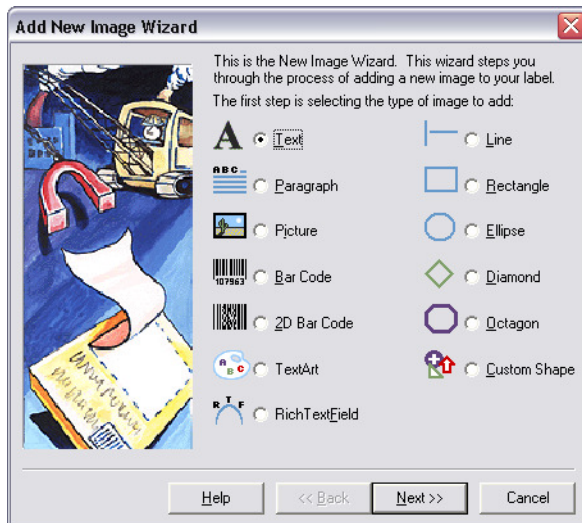 Add New Image Wizard
This is the New Image Wizard. This wizard steps you
through the process of adding a new image to your label.
The first step is selecting the type of image to add:
A Text
Line
ABC Paragraph
Rectangle
Picture
Ellipse
107963 Bar Code
Diamond
2D Bar Code
Octagon
A B C TextArt
Custom Shape
R T F RichTextField
Help
<< Back
Next >>
Cancel